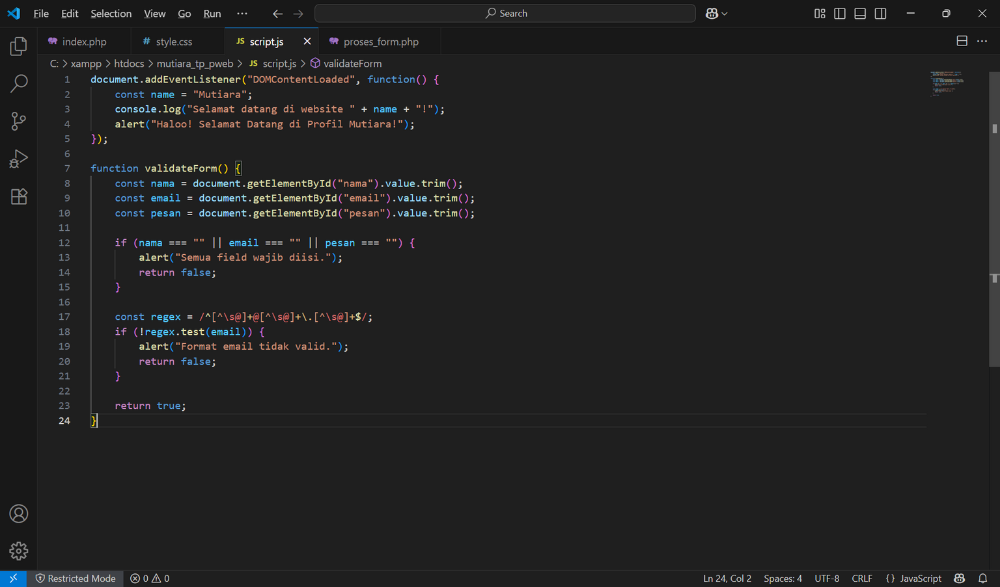 File Edit Selection View Go Run ... Search
index.php # style.css JS script.js proses_form.php
C: > xampp > htdocs > mutiara_tp_pweb > JS script.js > validateForm
1 document.addEventListener("DOMContentLoaded", function() {
2     const name = "Mutiara";
3     console.log("Selamat datang di website " + name + "!");
4     alert("Haloo! Selamat Datang di Profil Mutiara!");
5 });
6
7 function validateForm() {
8     const nama = document.getElementById("nama").value.trim();
9     const email = document.getElementById("email").value.trim();
10     const pesan = document.getElementById("pesan").value.trim();
11
12     if (nama === "" || email === "" || pesan === "") {
13         alert("Semua field wajib diisi.");
14         return false;
15     }
16
17     const regex = /^[^\s@]+@[^\s@]+\.[^\s@]+$/;
18     if (!regex.test(email)) {
19         alert("Format email tidak valid.");
20         return false;
21     }
22
23     return true;
24 }
Restricted Mode 0 0 Ln 24, Col 2 Spaces: 4 UTF-8 CRLF {} JavaScript